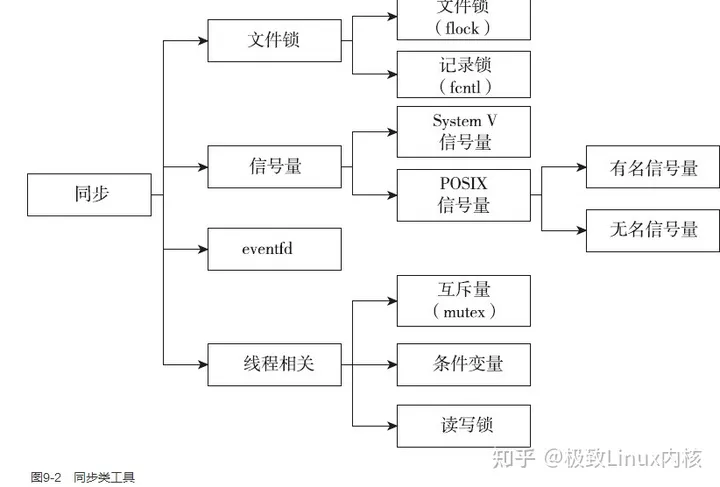 文件锁
（flock）
文件锁
记录锁
（fcntl）
System V
信号量
信号量
POSIX
信号量
有名信号量
同步
无名信号量
eventfd
互斥量
（mutex）
线程相关
条件变量
读写锁
图9-2 同步类工具
知乎 @极致Linux内核